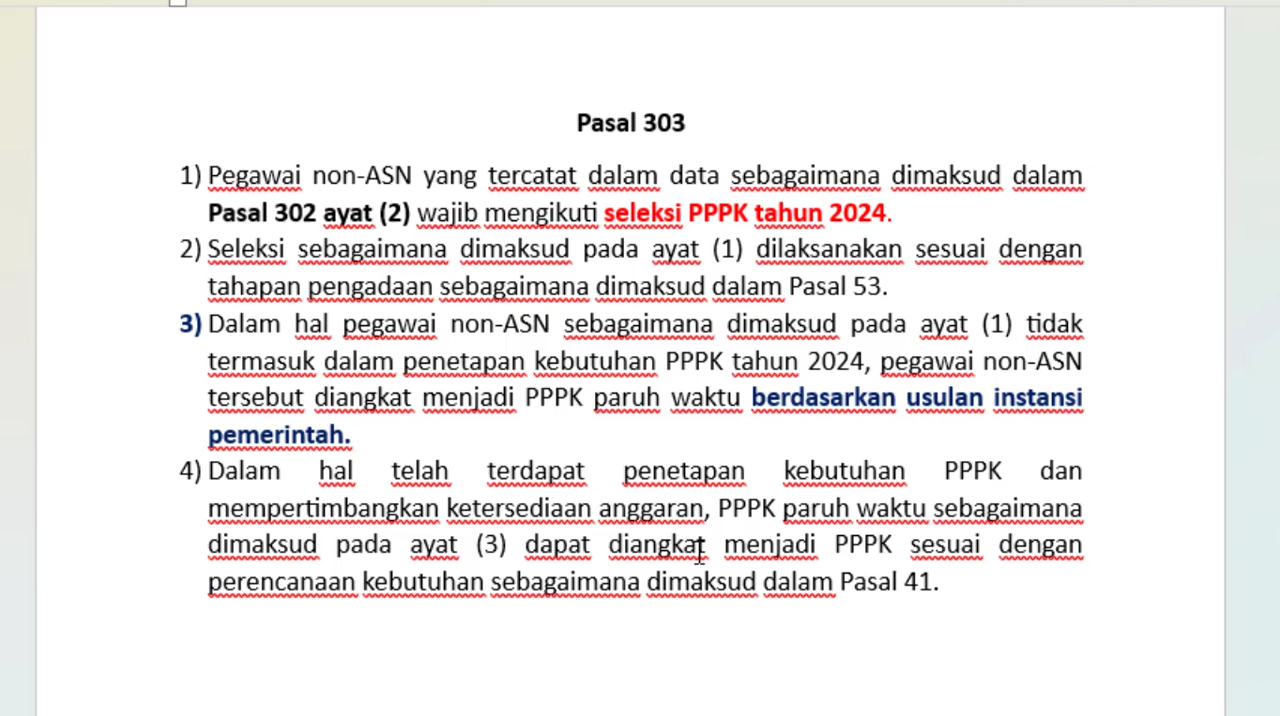 Pasal 303
1) Pegawai non-ASN yang tercatat dalam data sebagaimana dimaksud dalam
Pasal 302 ayat (2) wajib mengikuti seleksi PPPK tahun 2024.
2) Seleksi sebagaimana dimaksud pada ayat (1) dilaksanakan sesuai dengan
tahapan pengadaan sebagaimana dimaksud dalam Pasal 53.
3) Dalam hal pegawai non-ASN sebagaimana dimaksud pada ayat (1) tidak
termasuk dalam penetapan kebutuhan PPPK tahun 2024, pegawai non-ASN
tersebut diangkat menjadi PPPK paruh waktu berdasarkan usulan instansi
pemerintah.
4) Dalam hal telah terdapat penetapan kebutuhan PPPK dan
mempertimbangkan ketersediaan anggaran, PPPK paruh waktu sebagaimana
dimaksud pada ayat (3) dapat diangkat menjadi PPPK sesuai dengan
perencanaan kebutuhan sebagaimana dimaksud dalam Pasal 41.